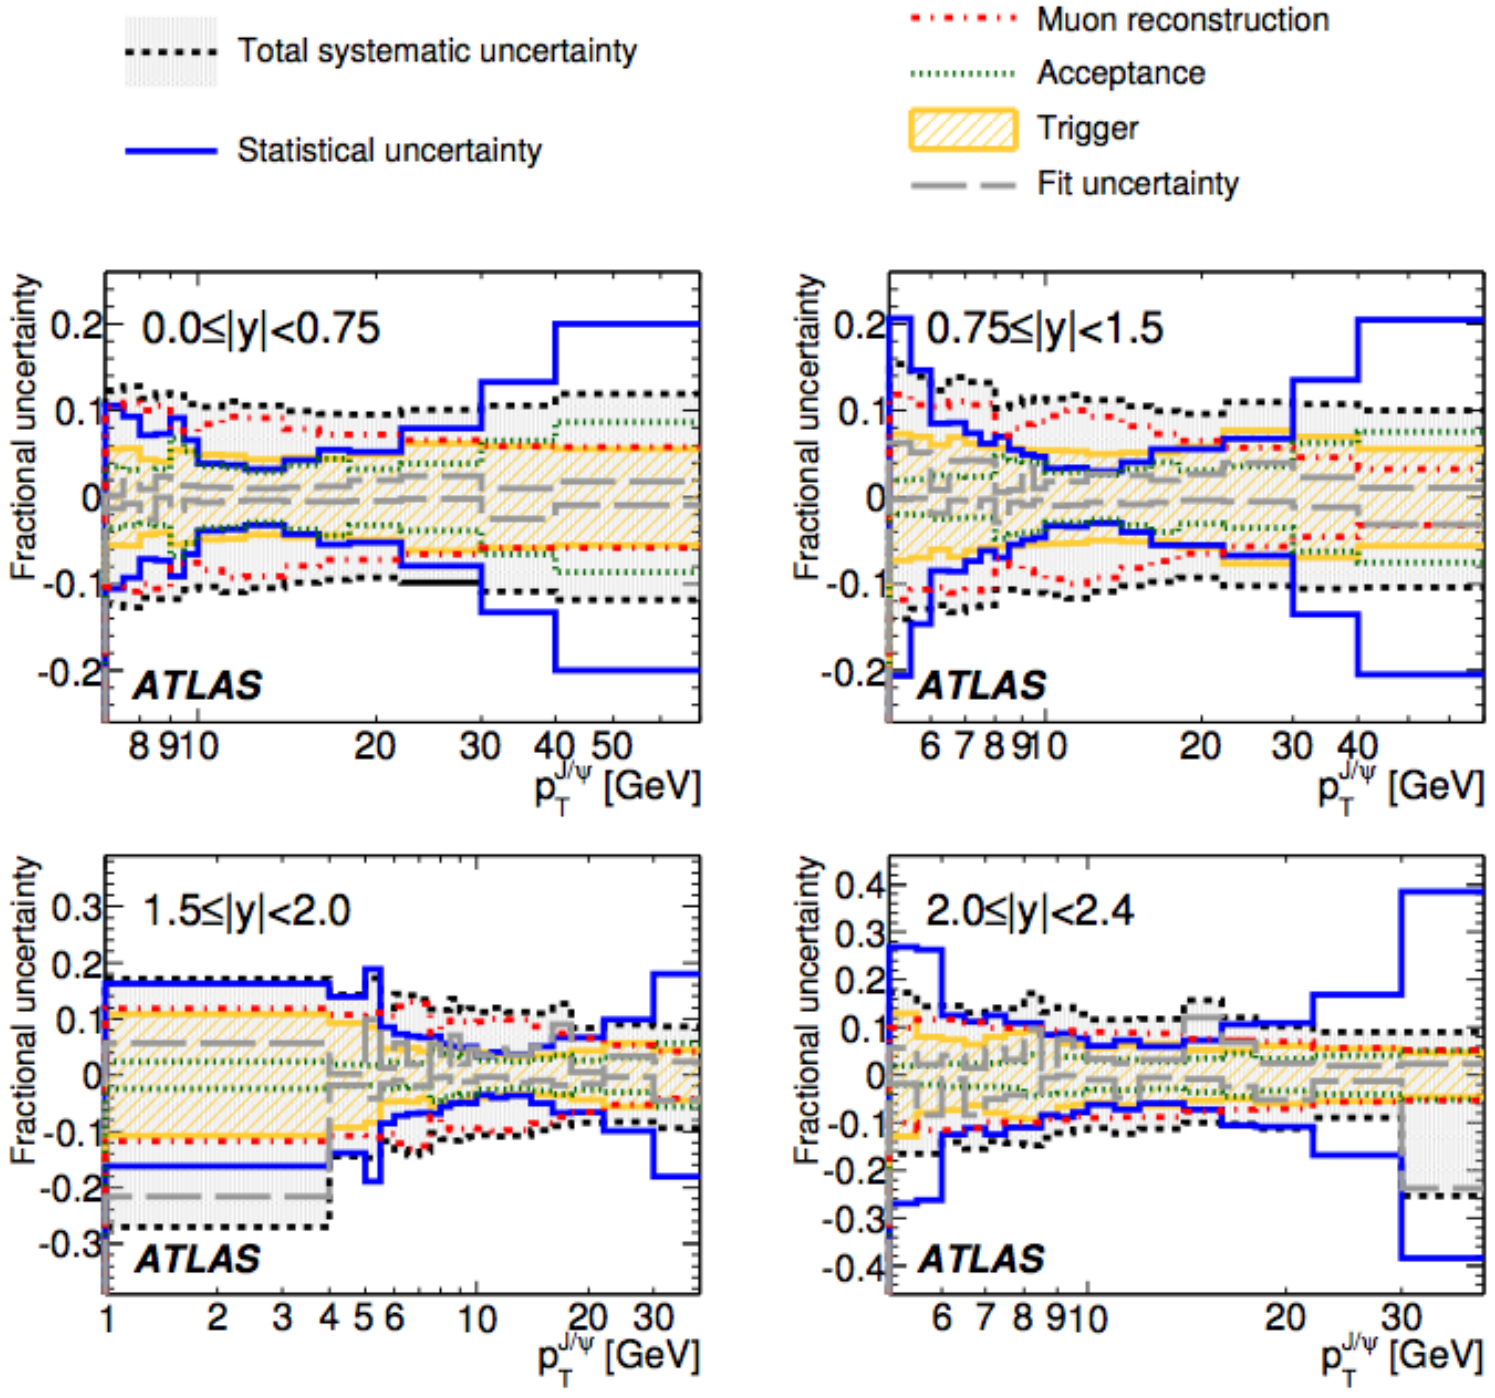 Total systematic uncertainty
Statistical uncertainty
Muon reconstruction
Acceptance
Trigger
Fit uncertainty
Fractional uncertainty
0.2
0.1
0
-0.1
-0.2
0.0≤|y|<0.75
ATLAS
8 9 10 20 30 40 50
p_T^{J/ψ} [GeV]
Fractional uncertainty
0.2
0.1
0
-0.1
-0.2
0.75≤|y|<1.5
ATLAS
6 7 8 9 10 20 30 40
p_T^{J/ψ} [GeV]
Fractional uncertainty
0.3
0.2
0.1
0
-0.1
-0.2
-0.3
1.5≤|y|<2.0
ATLAS
1 2 3 4 5 6 10 20 30
p_T^{J/ψ} [GeV]
Fractional uncertainty
0.4
0.3
0.2
0.1
0
-0.1
-0.2
-0.3
-0.4
2.0≤|y|<2.4
ATLAS
6 7 8 9 10 20 30
p_T^{J/ψ} [GeV]